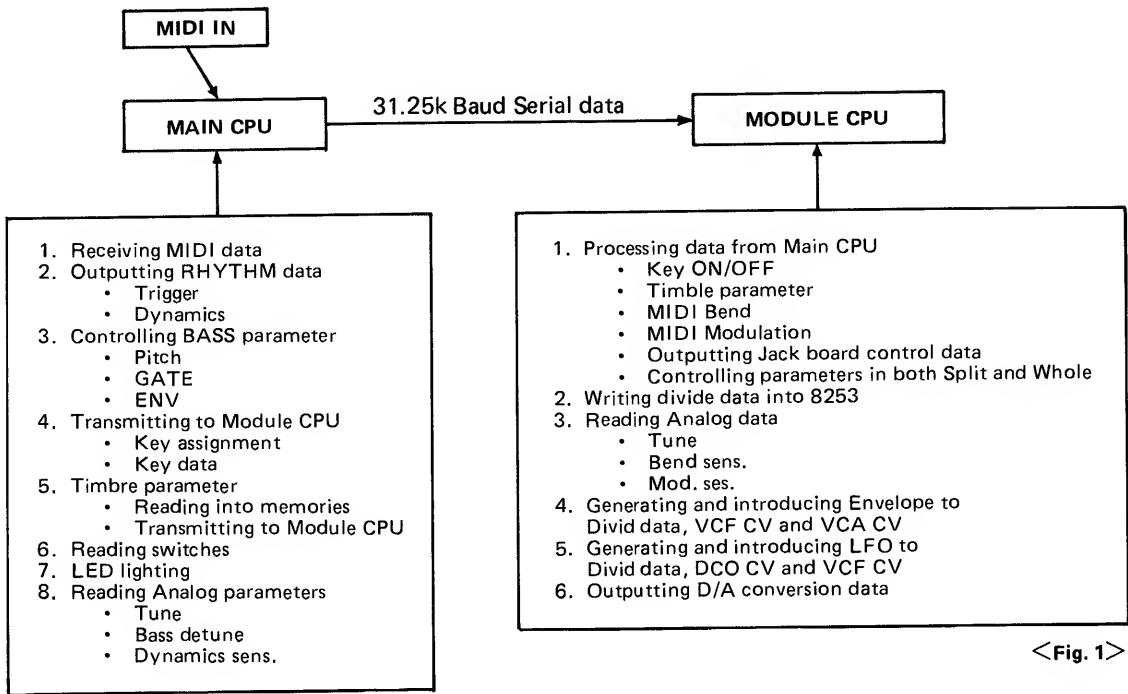 MIDI IN
MAIN CPU
31.25k Baud Serial data
MODULE CPU
1. Receiving MIDI data
2. Outputting RHYTHM data
• Trigger
• Dynamics
3. Controlling BASS parameter
• Pitch
• GATE
• ENV
4. Transmitting to Module CPU
• Key assignment
• Key data
5. Timbre parameter
• Reading into memories
• Transmitting to Module CPU
6. Reading switches
7. LED lighting
8. Reading Analog parameters
• Tune
• Bass detune
• Dynamics sens.
1. Processing data from Main CPU
• Key ON/OFF
• Timble parameter
• MIDI Bend
• MIDI Modulation
• Outputting Jack board control data
• Controlling parameters in both Split and Whole
2. Writing divide data into 8253
3. Reading Analog data
• Tune
• Bend sens.
• Mod. ses.
4. Generating and introducing Envelope to
Divid data, VCF CV and VCA CV
5. Generating and introducing LFO to
Divid data, DCO CV and VCF CV
6. Outputting D/A conversion data
<Fig. 1>